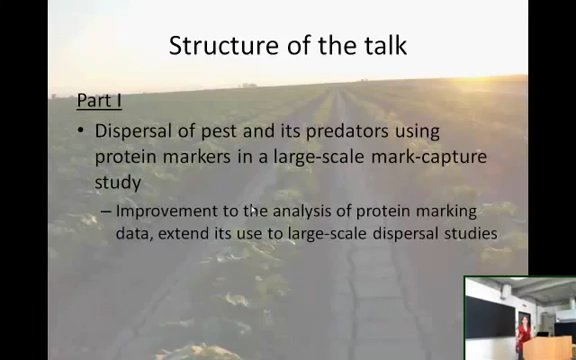 Structure of the talk
Part I
• Dispersal of pest and its predators using
protein markers in a large-scale mark-capture
study
– Improvement to the analysis of protein marking
data, extend its use to large-scale dispersal studies